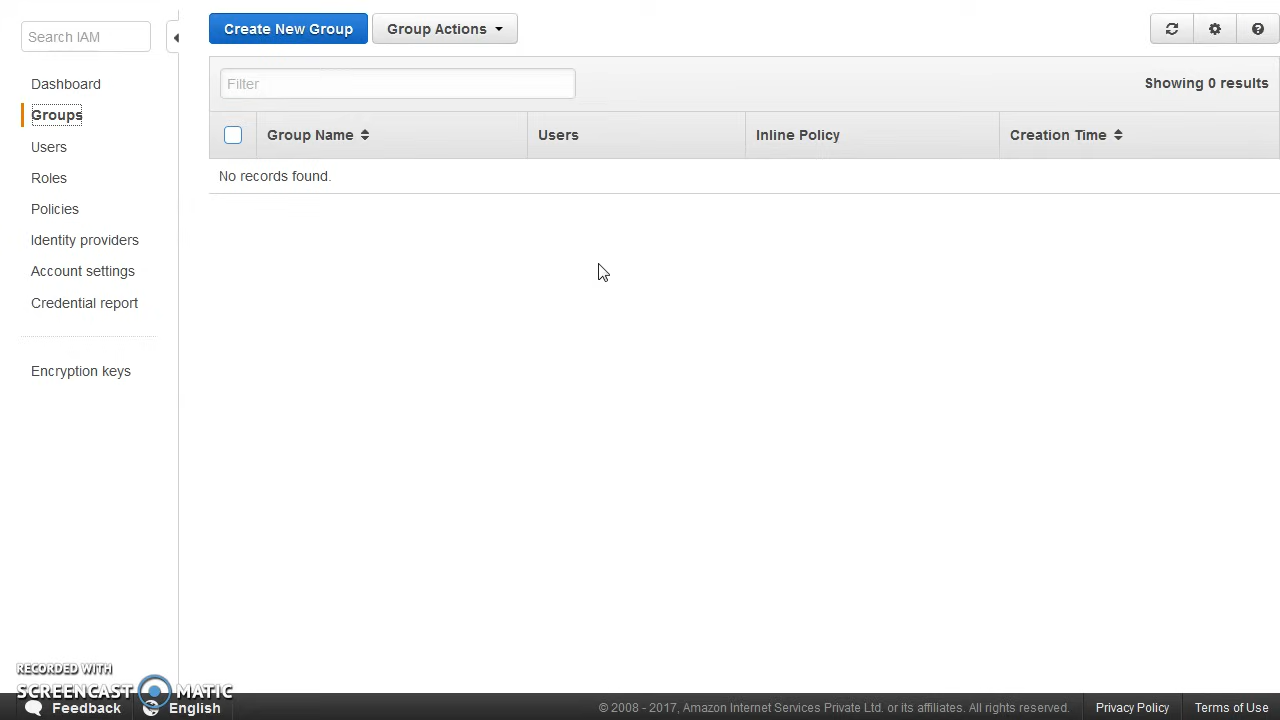 Search IAM
Create New Group
Group Actions
Dashboard
Groups
Users
Roles
Policies
Identity providers
Account settings
Credential report
Encryption keys
Filter
Showing 0 results
Group Name
Users
Inline Policy
Creation Time
No records found.
RECORDED WITH
SCREENCAST MATIC
Feedback
English
© 2008 - 2017, Amazon Internet Services Private Ltd. or its affiliates. All rights reserved.
Privacy Policy
Terms of Use